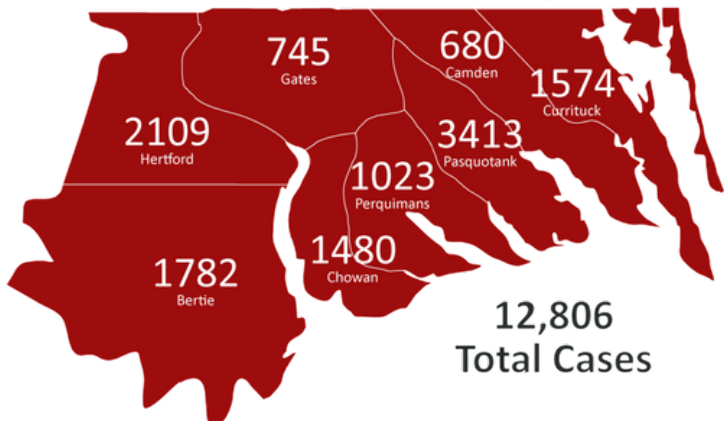 745
Gates
680
Camden
1574
Currituck
2109
Hertford
3413
Pasquotank
1023
Perquimans
1480
Chowan
1782
Bertie
12,806
Total Cases